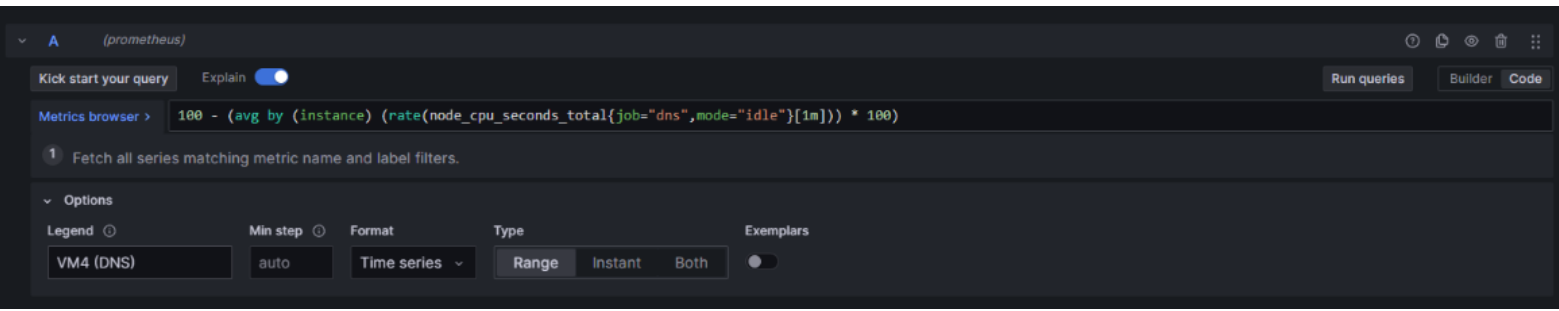 A (prometheus)
Kick start your query Explain Run queries Builder Code
Metrics browser > 100 - (avg by (instance) (rate(node_cpu_seconds_total{job="dns",mode="idle"}[1m])) * 100)
1 Fetch all series matching metric name and label filters.
Options
Legend Min step Format Type Exemplars
VM4 (DNS) auto Time series Range Instant Both